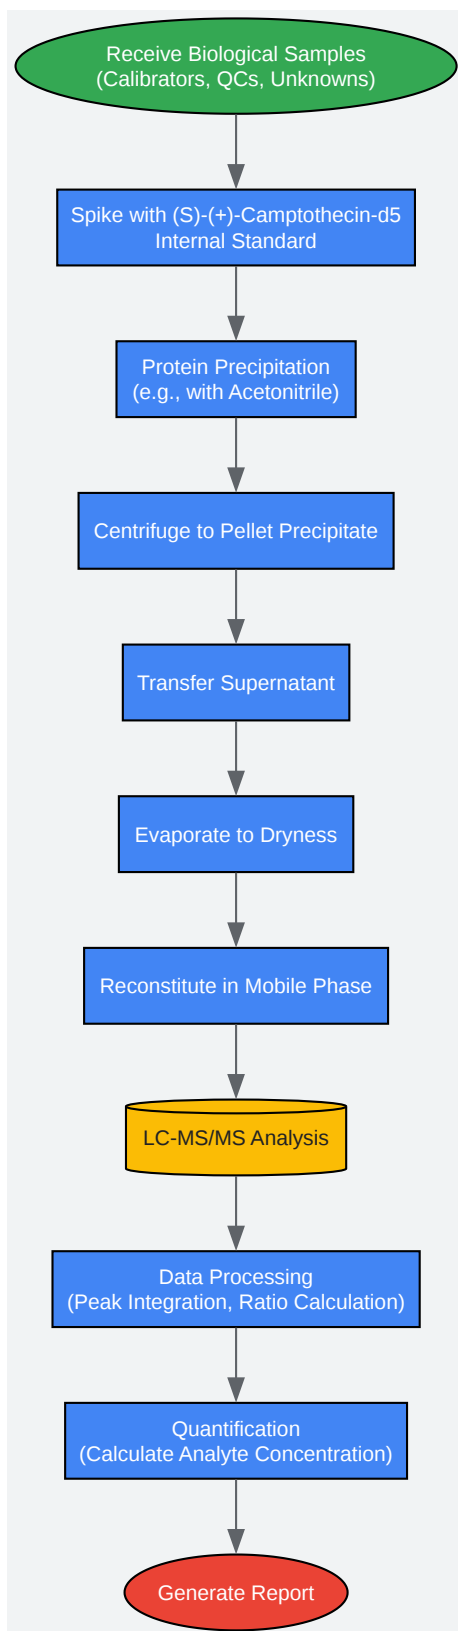 Receive Biological Samples
(Calibrators, QCs, Unknowns)
Spike with (S)-(+)-Camptothecin-d5
Internal Standard
Protein Precipitation
(e.g., with Acetonitrile)
Centrifuge to Pellet Precipitate
Transfer Supernatant
Evaporate to Dryness
Reconstitute in Mobile Phase
LC-MS/MS Analysis
Data Processing
(Peak Integration, Ratio Calculation)
Quantification
(Calculate Analyte Concentration)
Generate Report